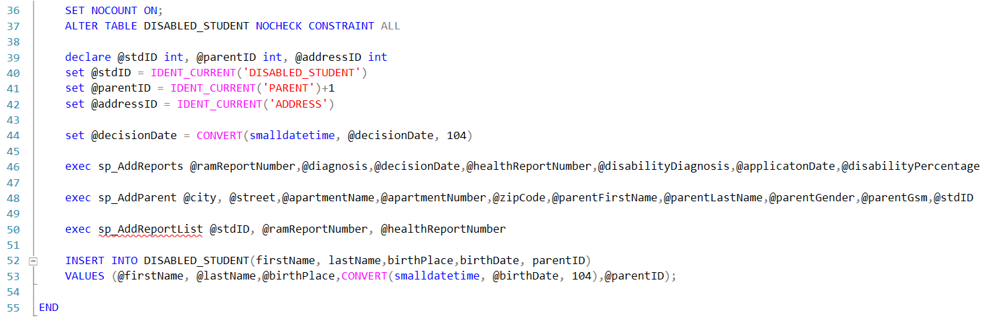 36 SET NOCOUNT ON;
37 ALTER TABLE DISABLED_STUDENT NOCHECK CONSTRAINT ALL
38
39 declare @stdID int, @parentID int, @addressID int
40 set @stdID = IDENT_CURRENT('DISABLED_STUDENT')
41 set @parentID = IDENT_CURRENT('PARENT')+1
42 set @addressID = IDENT_CURRENT('ADDRESS')
43
44 set @decisionDate = CONVERT(smalldatetime, @decisionDate, 104)
45
46 exec sp_AddReports @ramReportNumber,@diagnosis,@decisionDate,@healthReportNumber,@disabilityDiagnosis,@applicatonDate,@disabilityPercentage
47
48 exec sp_AddParent @city, @street,@apartmentName,@apartmentNumber,@zipCode,@parentFirstName,@parentLastName,@parentGender,@parentGsm,@stdID
49
50 exec sp_AddReportList @stdID, @ramReportNumber, @healthReportNumber
51
52 INSERT INTO DISABLED_STUDENT(firstName, lastName,birthPlace,birthDate, parentID)
53 VALUES (@firstName, @lastName,@birthPlace,CONVERT(smalldatetime, @birthDate, 104),@parentID);
54
55 END